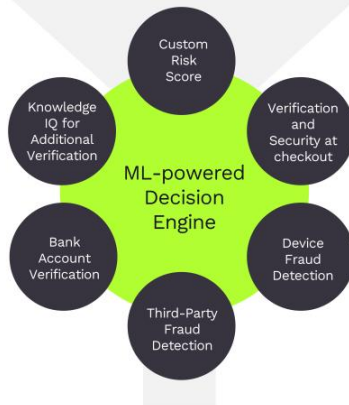 Custom
Risk
Score
Knowledge
IQ for
Additional
Verification
Verification
and
Security at
checkout
ML-powered
Decision
Engine
Bank
Account
Verification
Device
Fraud
Detection
Third-Party
Fraud
Detection